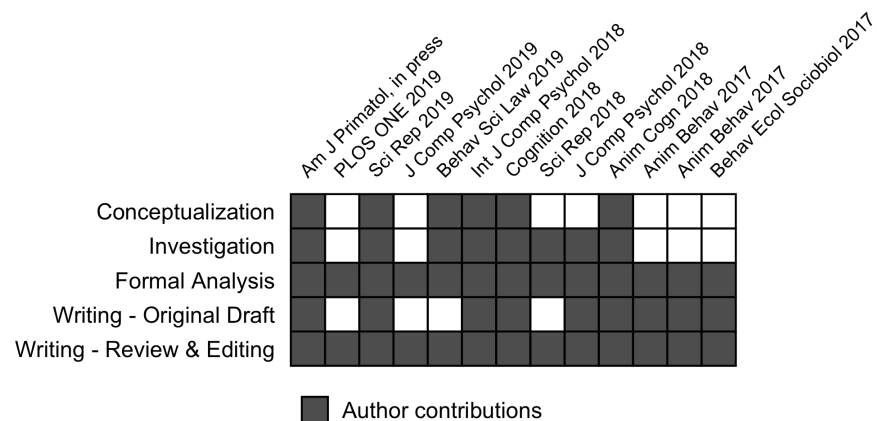 Am J Primatol, in press
PLOS ONE 2019
Sci Rep 2019
J Comp Psychol 2019
Behav Sci Law 2019
Int J Comp Psychol 2018
Cognition 2018
Sci Rep 2018
J Comp Psychol 2018
Anim Cogn 2018
Anim Behav 2017
Anim Behav 2017
Behav Ecol Sociobiol 2017
Conceptualization
Investigation
Formal Analysis
Writing - Original Draft
Writing - Review & Editing
Author contributions